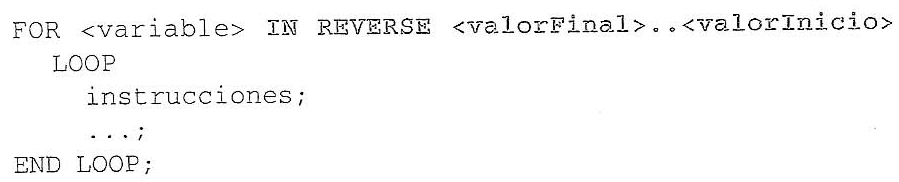 FOR <variable> IN REVERSE <valorFinal>..<valorInicio>
LOOP
instrucciones;
...;
END LOOP;